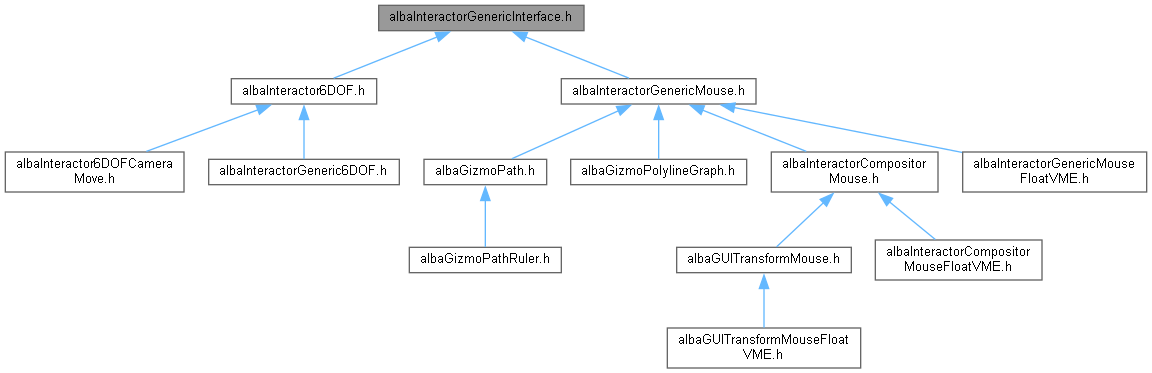 albaInteractorGenericInterface.h
albaInteractor6DOF.h
albaInteractorGenericMouse.h
albaInteractor6DOFCamera
Move.h
albaInteractorGeneric6DOF.h
albaGizmoPath.h
albaGizmoPolylineGraph.h
albaInteractorCompositor
Mouse.h
albaInteractorGenericMouse
FloatVME.h
albaGizmoPathRuler.h
albaGUITransformMouse.h
albaInteractorCompositor
MouseFloatVME.h
albaGUITransformMouseFloat
VME.h